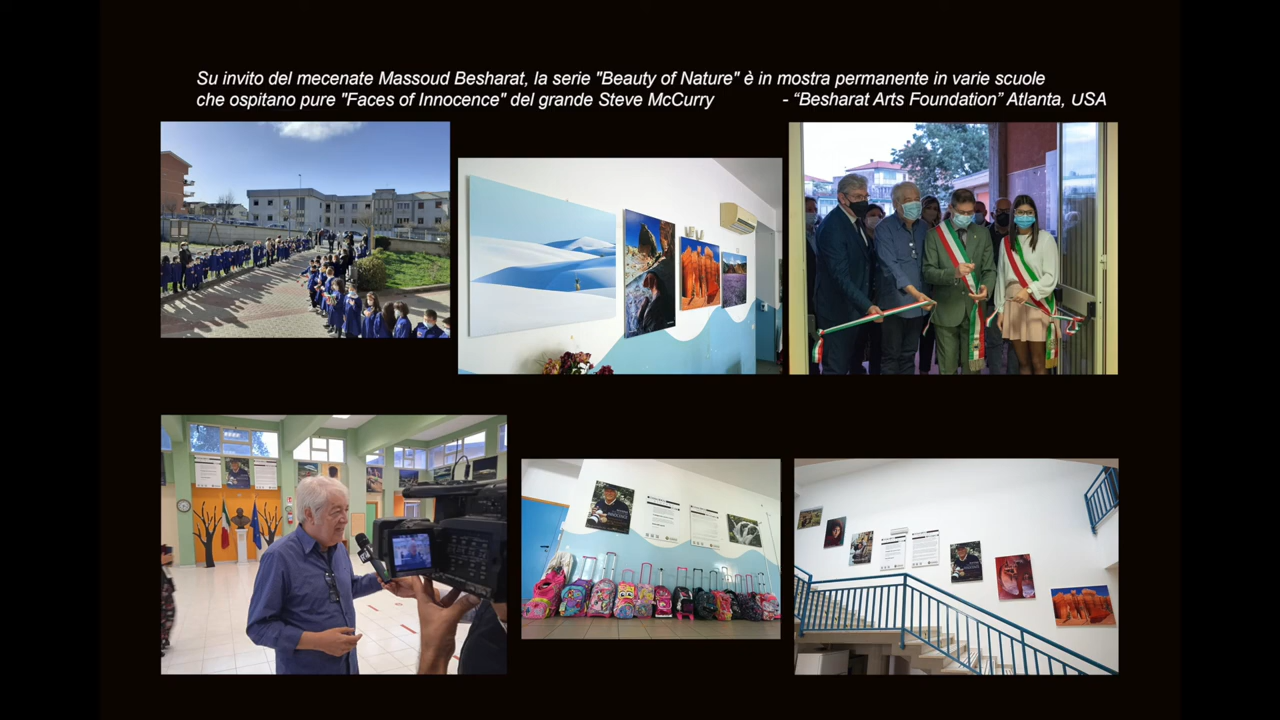 Su invito del mecenate Massoud Besharat, la serie "Beauty of Nature" è in mostra permanente in varie scuole
che ospitano pure "Faces of Innocence" del grande Steve McCurry - “Besharat Arts Foundation” Atlanta, USA